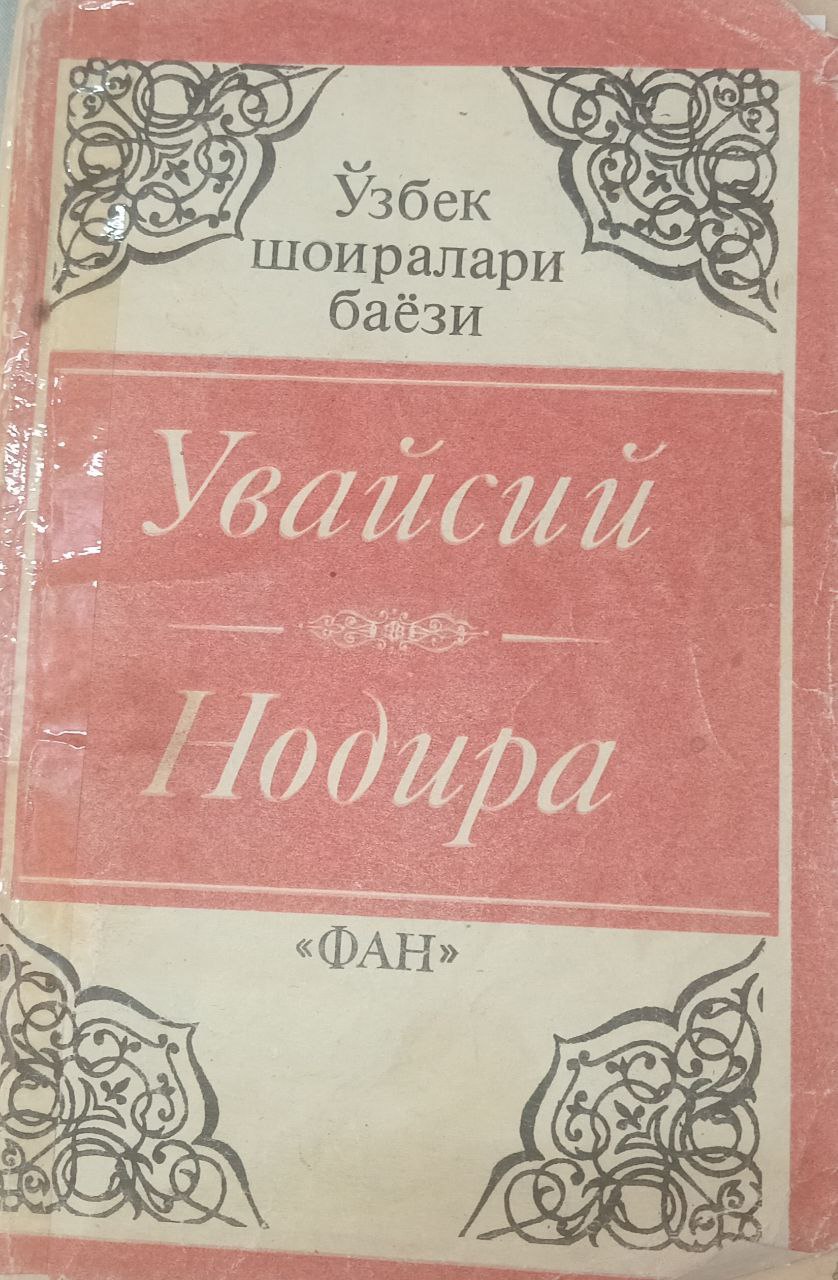 Ўзбек
шоиралари
баёзи
Увайсий
Нодира
«ФАН»